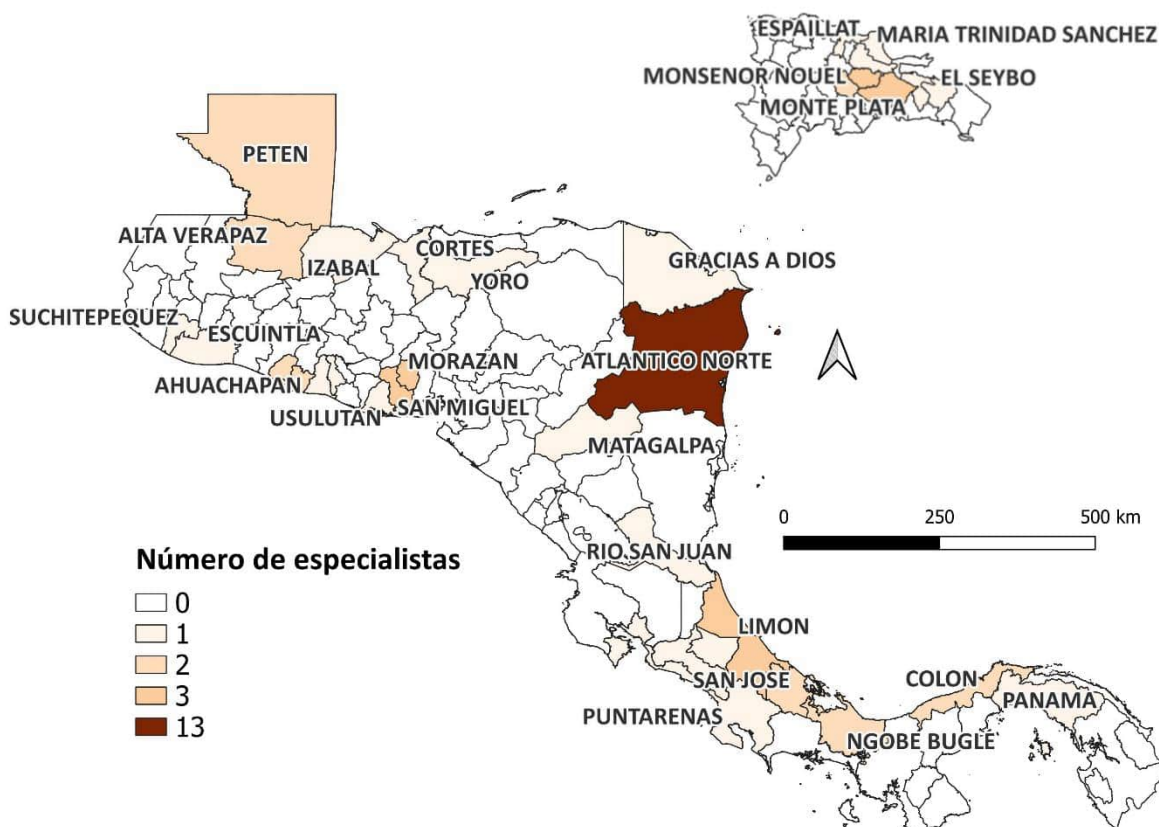 ESPAILLAT
MARIA TRINIDAD SANCHEZ
MONSENOR NOUEL
EL SEYBO
MONTE PLATA
PETEN
ALTA VERAPAZ
IZABAL
CORTES
YORO
GRACIAS A DIOS
SUCHITEPEQUEZ
ESCUINTLA
MORAZAN
ATLANTICO NORTE
AHUACHAPAN
USULUTAN
SAN MIGUEL
MATAGALPA
0 250 500 km
RIO SAN JUAN
Número de especialistas
0
1
2
3
13
LIMON
SAN JOSE
COLON
PANAMA
PUNTARENAS
NGOBE BUGLE